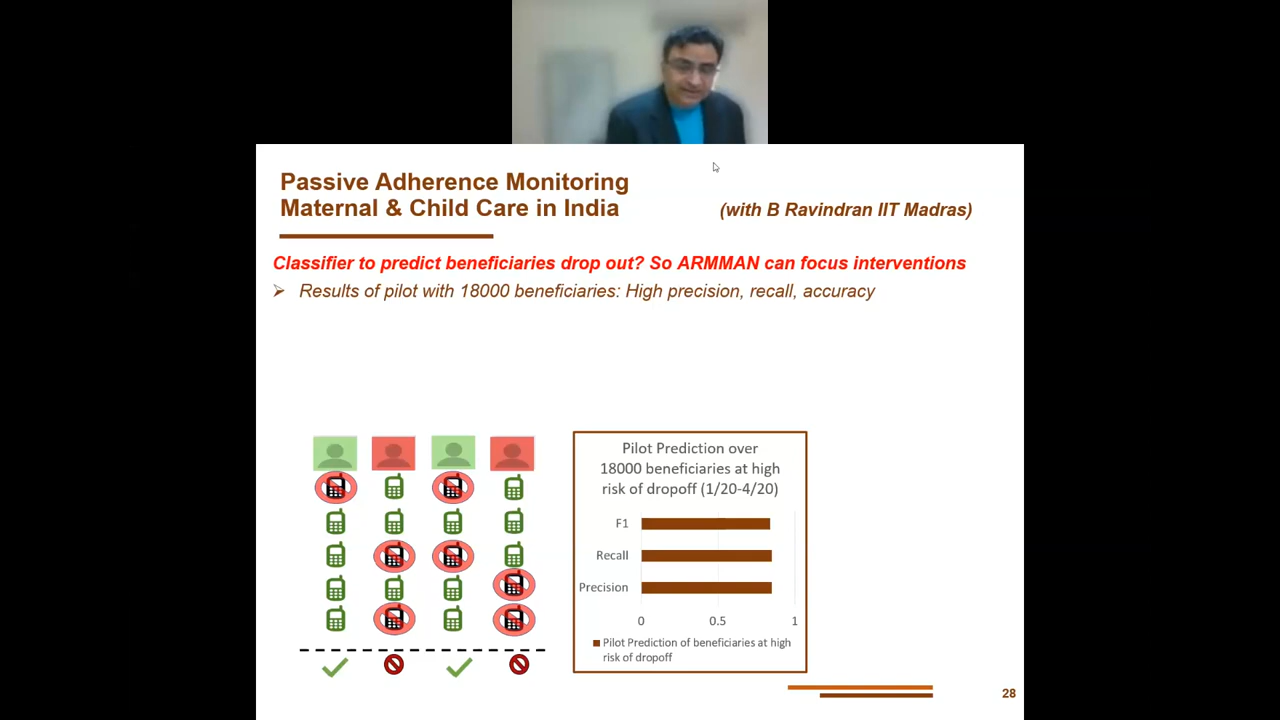 Passive Adherence Monitoring
Maternal & Child Care in India
(with B Ravindran IIT Madras)
Classifier to predict beneficiaries drop out? So ARMMAN can focus interventions
Results of pilot with 18000 beneficiaries: High precision, recall, accuracy
Pilot Prediction over
18000 beneficiaries at high
risk of dropoff (1/20-4/20)
F1
Recall
Precision
0 0.5 1
Pilot Prediction of beneficiaries at high
risk of dropoff
28